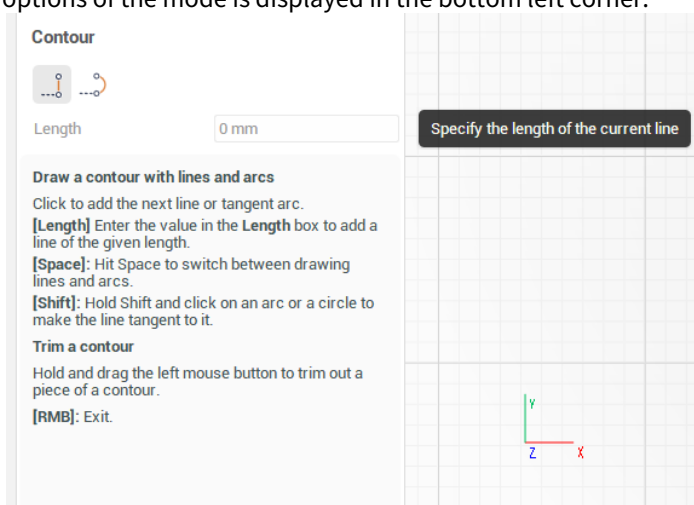 options of the mode is displayed in the bottom left corner.
Contour
Length
0 mm
Specify the length of the current line
Draw a contour with lines and arcs
Click to add the next line or tangent arc.
[Length] Enter the value in the Length box to add a
line of the given length.
[Space]: Hit Space to switch between drawing
lines and arcs.
[Shift]: Hold Shift and click on an arc or a circle to
make the line tangent to it.
Trim a contour
Hold and drag the left mouse button to trim out a
piece of a contour.
[RMB]: Exit.
Y
Z
X